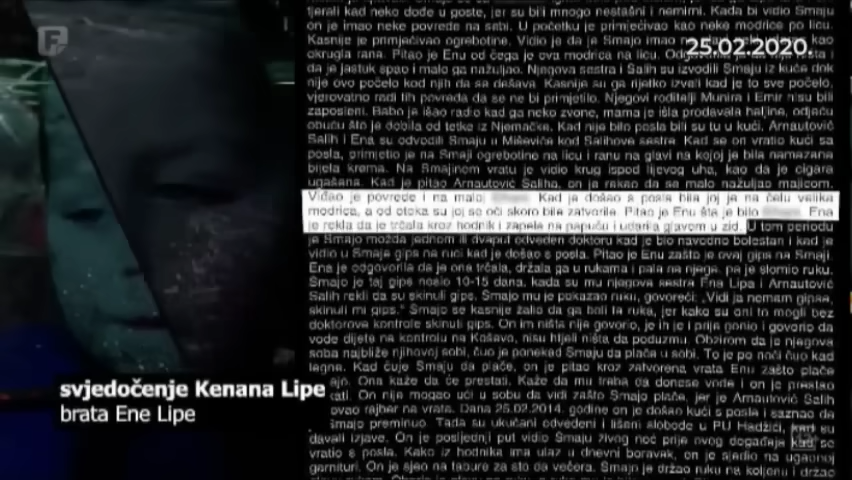 tjerali kad neko dođe u goste, jer su bili mnogo nestašni i nemirni. Kada bi vidio Smaju
on je imao neke povrede na sebi. U početku je primjećivao kao neke modrice po licu.
Kasnije je primjećivao ogrebotine. Vidio je da je Smajo imao kao
okrugla rana. Pitao je Enu od čega je ova modrica na licu.
da je jastuk spao i malo ga nažuljao. Njegova sestra i Salih su izvodili Smaju iz kuće dok
nije ovo počelo kod njih da se dešava. Kasnije su ga rijetko izveli kad je to sve počelo,
vjerovatno radi tih povreda da se ne bi primjetilo. Njegovi roditelji Munira i Emir nisu bili
zaposleni. Babo je išao radio kad ga neko zovne, mama je išla prodavala haljine, odjeću
obuću što je dobila od tetke iz Njemačke. Kad nije bilo posla bili su tu u kući. Arnautović
Salih i Ena su odvodili Smaju u Miševiće kod Salihove sestre. Kad se on vratio kući sa
posla, primjetio je na Smaji ogrebotine na licu i ranu na glavi na kojoj je bila namazana
bijela krema. Na Smajinom vratu je vidio krug ispod lijevog uha, kao da je cigara
ugašena. Kad je pitao Arnautović Saliha, on je rekao da se malo nažuljao majicom.
Viđao je povrede i na maloj Kad je došao s posla bila joj je na čelu velika
modrica, a od otoka su joj se oči skoro bile zatvorile. Pitao je Enu šta je bilo Ena
je rekla da je trčala kroz hodnik i zapela na papuču i udarila glavom u zid. U tom periodu
je Smajo možda jednom ili dvaput odveden doktoru kad je bio navodno bolestan i kad je
vidio u Smaje gips na ruci kad je došao s posla. Pitao je Enu zašto je ovaj gips na Smaji.
Ena je odgovorila da je ona trčala, držala ga u rukama i pala na njega, pa je slomio ruku.
Smajo je taj gips nosio 10-15 dana, kada su mu njegova sestra Ena Lipa i Arnautović
Salih rekli da su skinuli gips. Smajo mu je pokazao ruku, govoreći: „Vidi ja nemam gipsa,
skinuli mi gips." Smajo se kasnije žalio da ga boli ta ruka, jer kako su oni to mogli bez
doktorove kontrole skinuli gips. On im ništa nije govorio, je ih je i prije gonio i govorio da
vode dijete na kontrolu na Koševo, nisu htjeli ništa da poduzmu. Obzirom da je njegova
soba najbliže njihovoj sobi, čuo je ponekad Smaju da plače u sobi. To je po noći čuo kad
legne. Kad čuje Smaju da plače, on je pitao kroz zatvorena vrata Enu zašto plače
Ona kaže da će prestati. Kaže da mu treba da donese vode i on je prestao
On nije mogao ući u sobu da vidi zašto Smajo plače, jer je Arnautović Salih
rajber na vrata. Dana 25.02.2014. godine on je došao kući s posla i saznao da
preminuo. Tada su ukućani odvedeni i lišeni slobode u PU Hadžići, kad su
davali izjave. On je posljednji put vidio Smaju živog noć prije ovog događaja kad se
vratio s posla. Kako iz hodnika ima ulaz u dnevni boravak, on je sjedio na ugaonoj
garnituri. On je sjeo na tabure za sto da večera. Smajo je držao ruku na koljenu i držao
25.02.2020.
svjedočenje Kenana Lipe
brata Ene Lipe